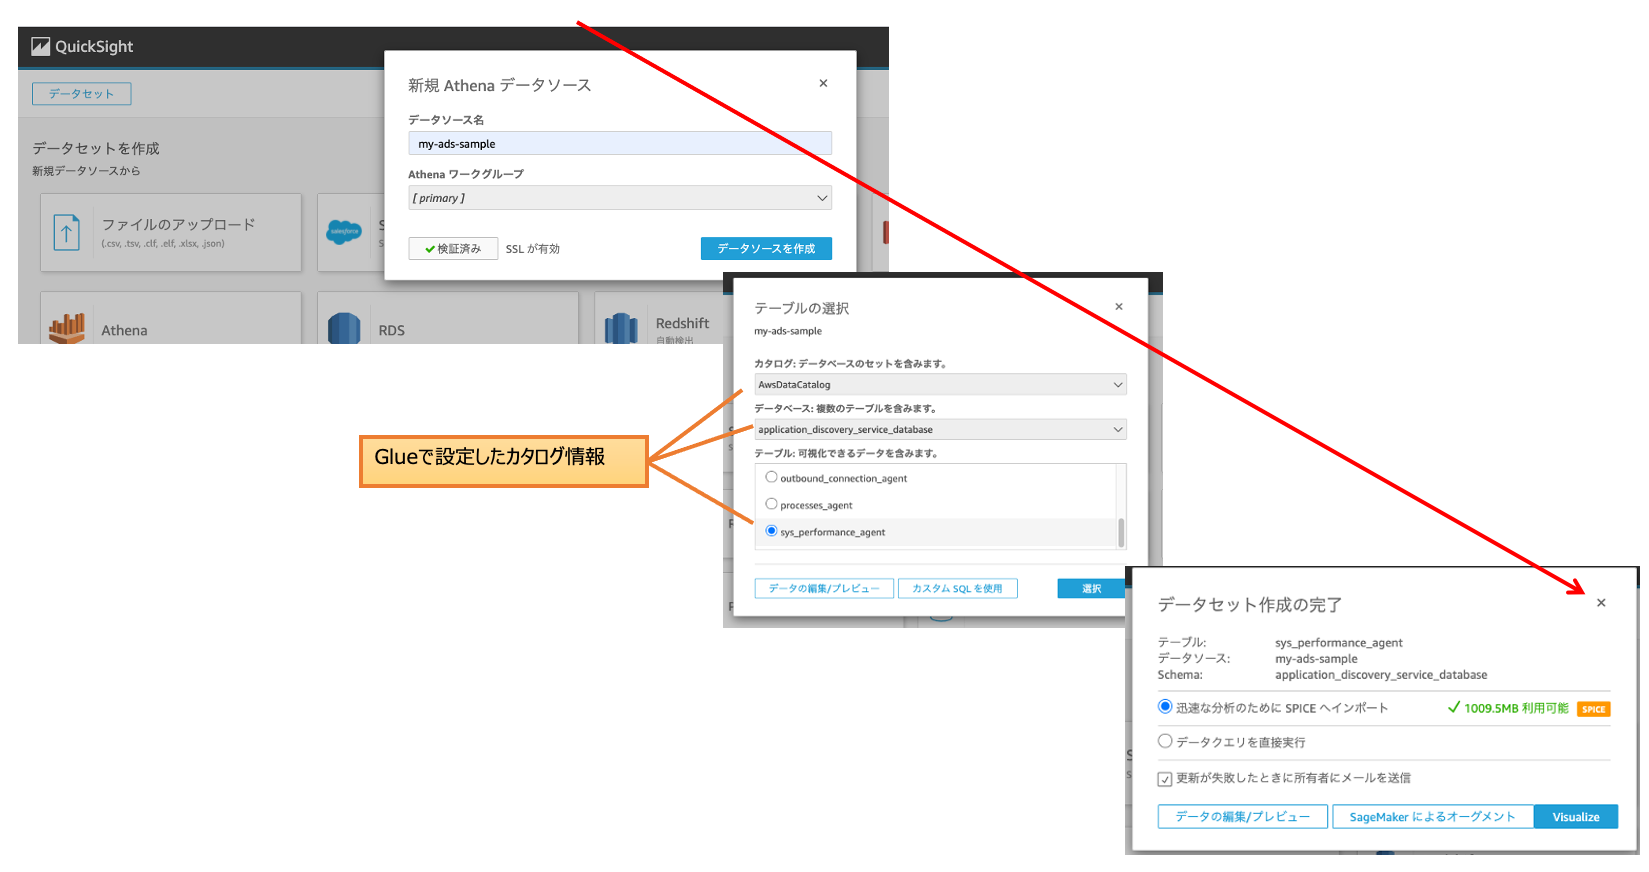 QuickSight
データセット
データセットを作成
新規データソースから
ファイルのアップロード
(.csv, .tsv, .clf, .elf, .xlsx, .json)
salesforce
Athena
RDS
Redshift
自動検出
新規 Athena データソース
×
データソース名
my-ads-sample
Athena ワークグループ
[ primary ]
検証済み
SSL が有効
データソースを作成
テーブルの選択
×
my-ads-sample
カタログ: データベースのセットを含みます。
AwsDataCatalog
データベース: 複数のテーブルを含みます。
application_discovery_service_database
テーブル: 可視化できるデータを含みます。
outbound_connection_agent
processes_agent
sys_performance_agent
データの編集/プレビュー
カスタム SQL を使用
選択
Glueで設定したカタログ情報
データセット作成の完了
×
テーブル: sys_performance_agent
データソース: my-ads-sample
Schema: application_discovery_service_database
迅速な分析のために SPICE へインポート
1009.5MB 利用可能
SPICE
データクエリを直接実行
更新が失敗したときに所有者にメールを送信
データの編集/プレビュー
SageMaker によるオーグメント
Visualize